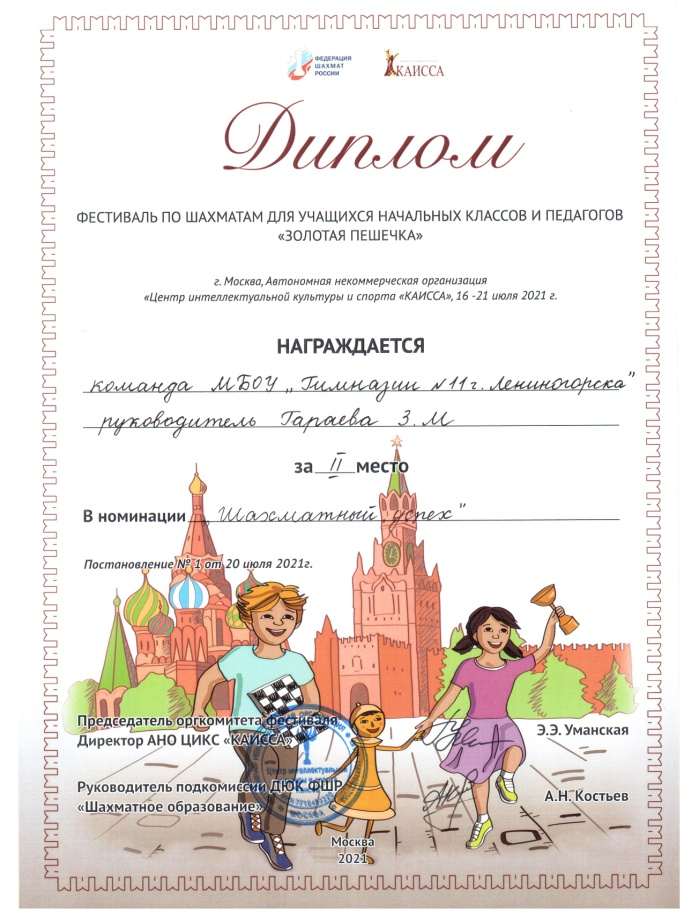 ФЕДЕРАЦИЯ
ШАХМАТ
РОССИИ
КАИССА
Диплом
ФЕСТИВАЛЬ ПО ШАХМАТАМ ДЛЯ УЧАЩИХСЯ НАЧАЛЬНЫХ КЛАССОВ И ПЕДАГОГОВ
«ЗОЛОТАЯ ПЕШЕЧКА»
г. Москва, Автономная некоммерческая организация
«Центр интеллектуальной культуры и спорта «КАИССА», 16 -21 июля 2021 г.
НАГРАЖДАЕТСЯ
команда МБОУ „Гимназии №11 г. Лениногорска"
руководитель Гараева З. М
за II место
В номинации „Шахматный успех"
Постановление № 1 от 20 июля 2021г.
Председатель оргкомитета фестиваля
Директор АНО ЦИКС «КАИССА»
Э.Э. Уманская
Руководитель подкомиссии ДЮК ФШР
«Шахматное образование»
А.Н. Костьев
Москва
2021